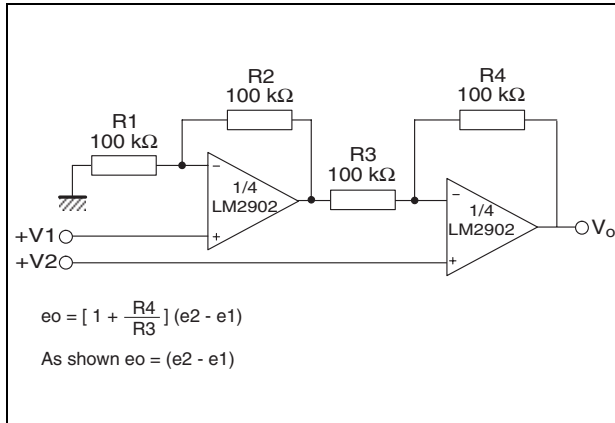 R2
100 kΩ
R4
100 kΩ
R1
100 kΩ
R3
100 kΩ
−
1/4
LM2902
+
−
1/4
LM2902
+
Vo
+V1
+V2
eo = [ 1 + R4/R3 ] (e2 - e1)
As shown eo = (e2 - e1)